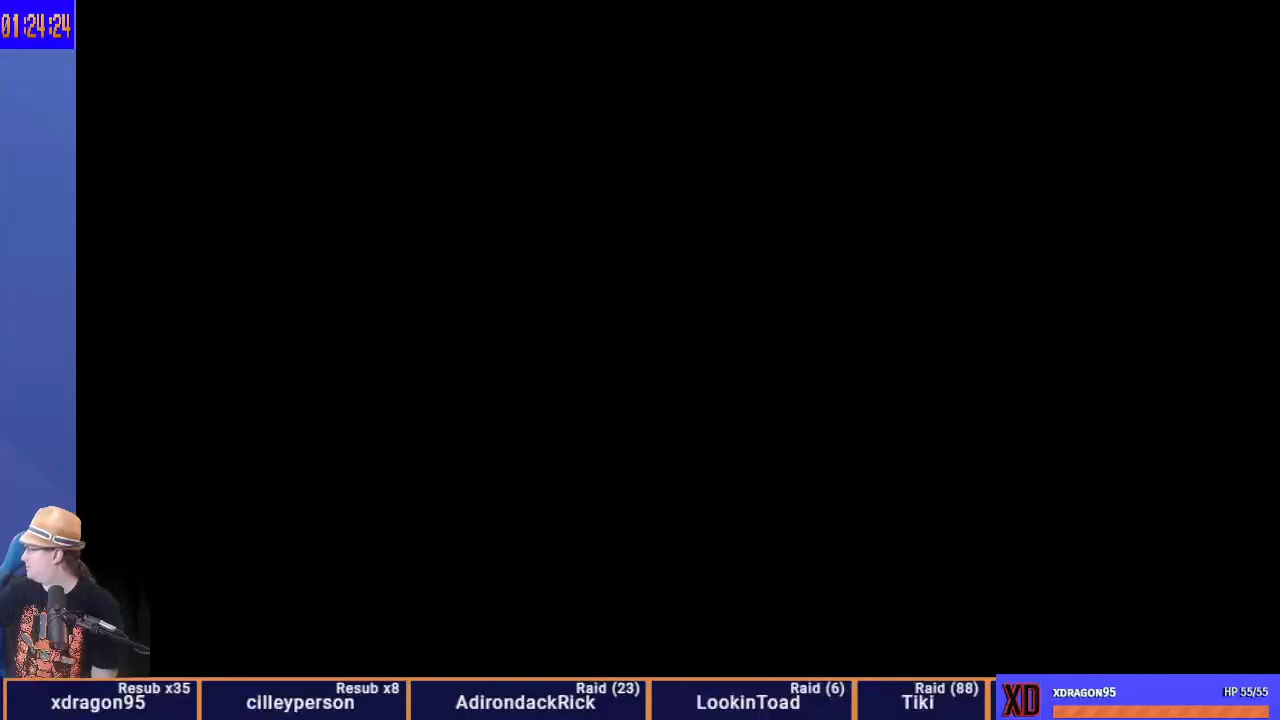 01:24:24
Resub x35
xdragon95
Resub x8
cilleyperson
Raid (23)
AdirondackRick
Raid (6)
LookinToad
Raid (88)
Tiki
XD
XDRAGON95
HP 55/55